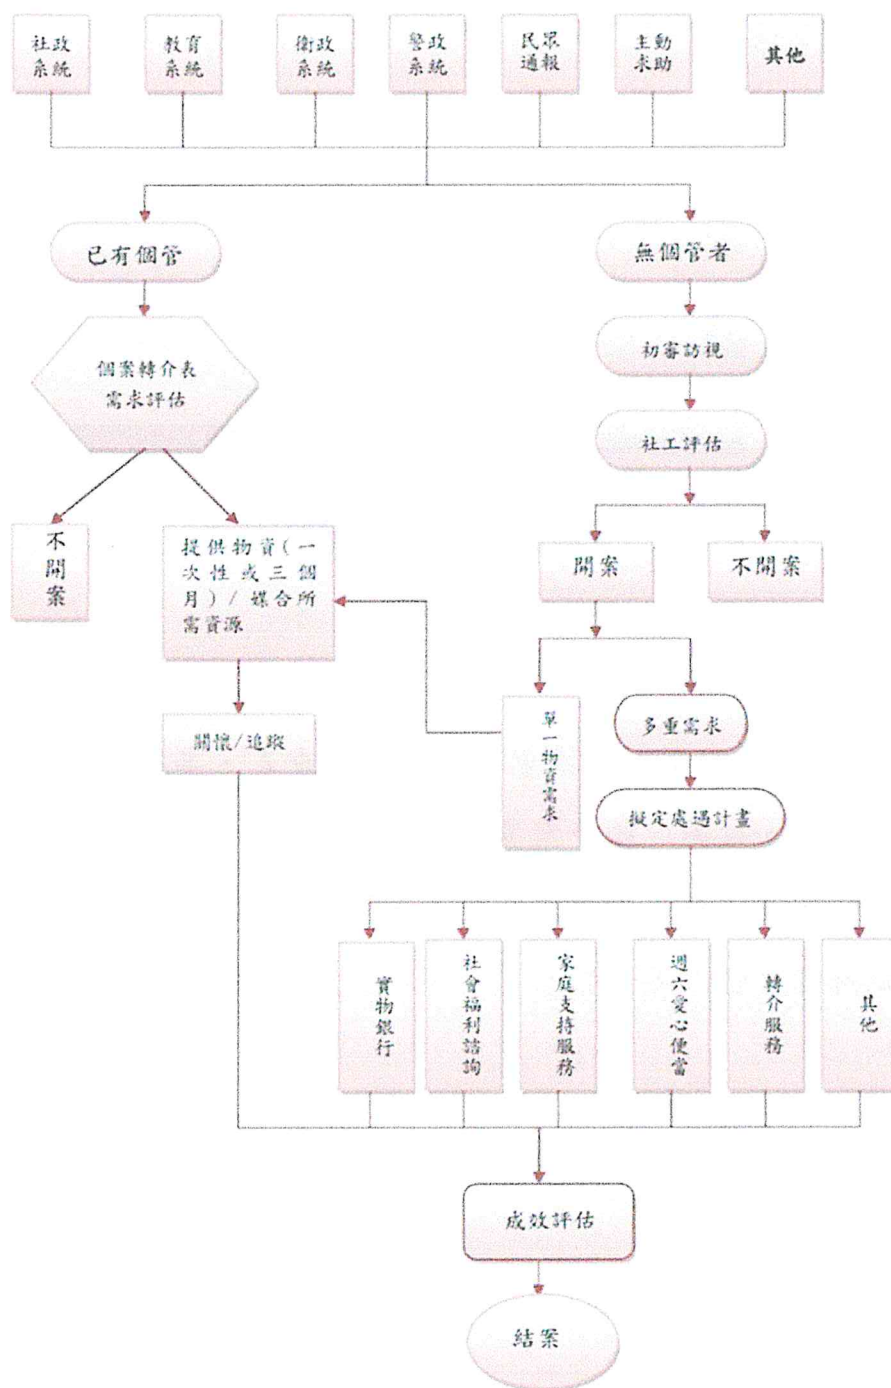 社政
系統
教育
系統
衛政
系統
警政
系統
民眾
通報
主動
求助
其他
已有個管
無個管者
個案轉介表
需求評估
初審訪視
社工評估
不開案
提供物資(一
次性或三個
月)/媒合所
需資源
開案
不開案
關懷/追蹤
單一物資需求
多重需求
擬定處遇計畫
實物銀行
社會福利諮詢
家庭支持服務
週六愛心便當
轉介服務
其他
成效評估
結案